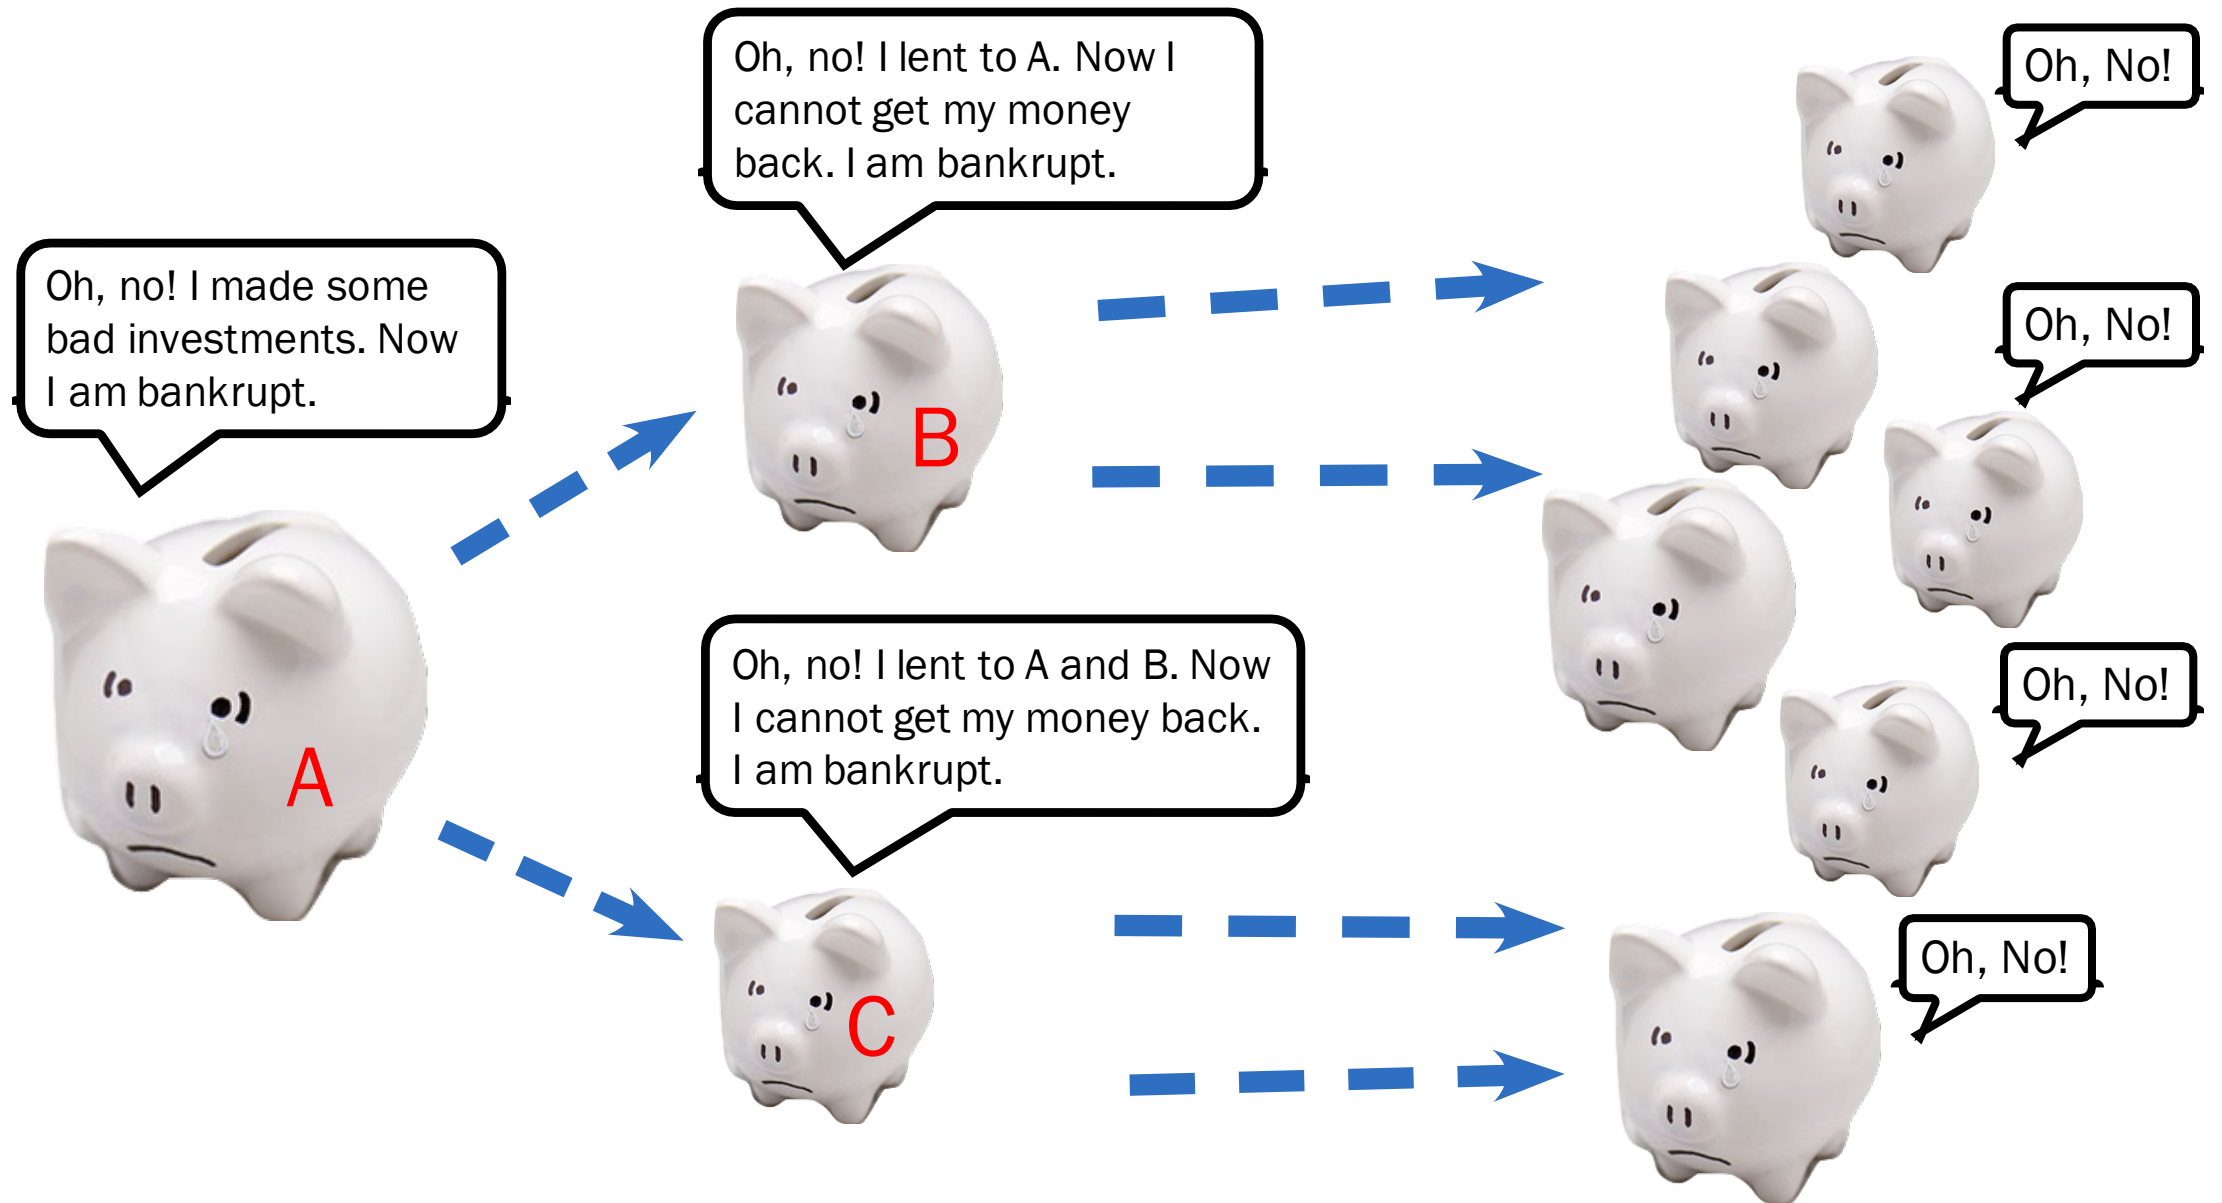 Oh, no! I made some
bad investments. Now
I am bankrupt.
A
Oh, no! I lent to A. Now I
cannot get my money
back. I am bankrupt.
B
Oh, no! I lent to A and B. Now
I cannot get my money back.
I am bankrupt.
C
Oh, No!
Oh, No!
Oh, No!
Oh, No!